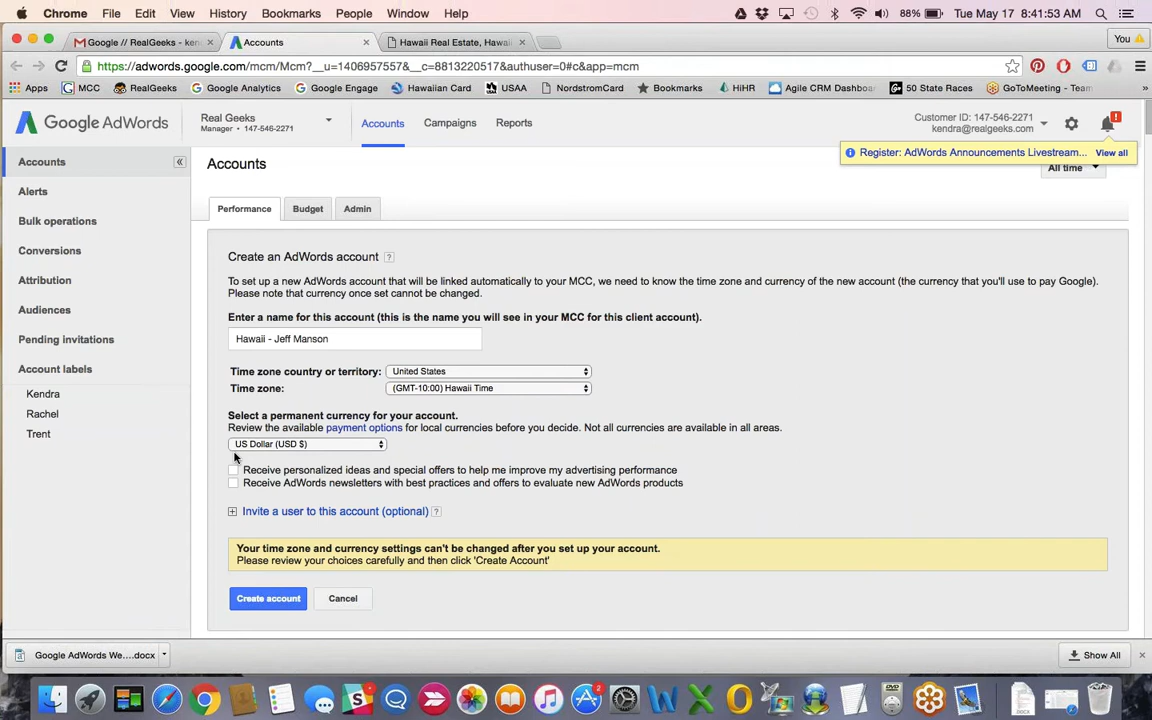 Chrome File Edit View History Bookmarks People Window Help 88% Tue May 17 8:41:53 AM
Google // RealGeeks - ken × Accounts × Hawaii Real Estate, Hawai × You
https://adwords.google.com/mcm/Mcm?__u=1406957557&__c=8813220517&authuser=0#c&app=mcm
Apps MCC RealGeeks Google Analytics Google Engage Hawaiian Card USAA NordstromCard Bookmarks HiHR Agile CRM Dashboa 50 State Races GoToMeeting - Team »
Google AdWords
Real Geeks
Manager • 147-546-2271
Accounts Campaigns Reports
Customer ID: 147-546-2271
kendra@realgeeks.com
!
Register: AdWords Announcements Livestream... View all
All time
Accounts
Alerts
Bulk operations
Conversions
Attribution
Audiences
Pending invitations
Account labels
Kendra
Rachel
Trent
Accounts
Performance Budget Admin
Create an AdWords account ?
To set up a new AdWords account that will be linked automatically to your MCC, we need to know the time zone and currency of the new account (the currency that you'll use to pay Google).
Please note that currency once set cannot be changed.
Enter a name for this account (this is the name you will see in your MCC for this client account).
Hawaii - Jeff Manson
Time zone country or territory: United States
Time zone: (GMT-10:00) Hawaii Time
Select a permanent currency for your account.
Review the available payment options for local currencies before you decide. Not all currencies are available in all areas.
US Dollar (USD $)
Receive personalized ideas and special offers to help me improve my advertising performance
Receive AdWords newsletters with best practices and offers to evaluate new AdWords products
Invite a user to this account (optional) ?
Your time zone and currency settings can't be changed after you set up your account.
Please review your choices carefully and then click 'Create Account'
Create account Cancel
Google AdWords We....docx Show All ×
2